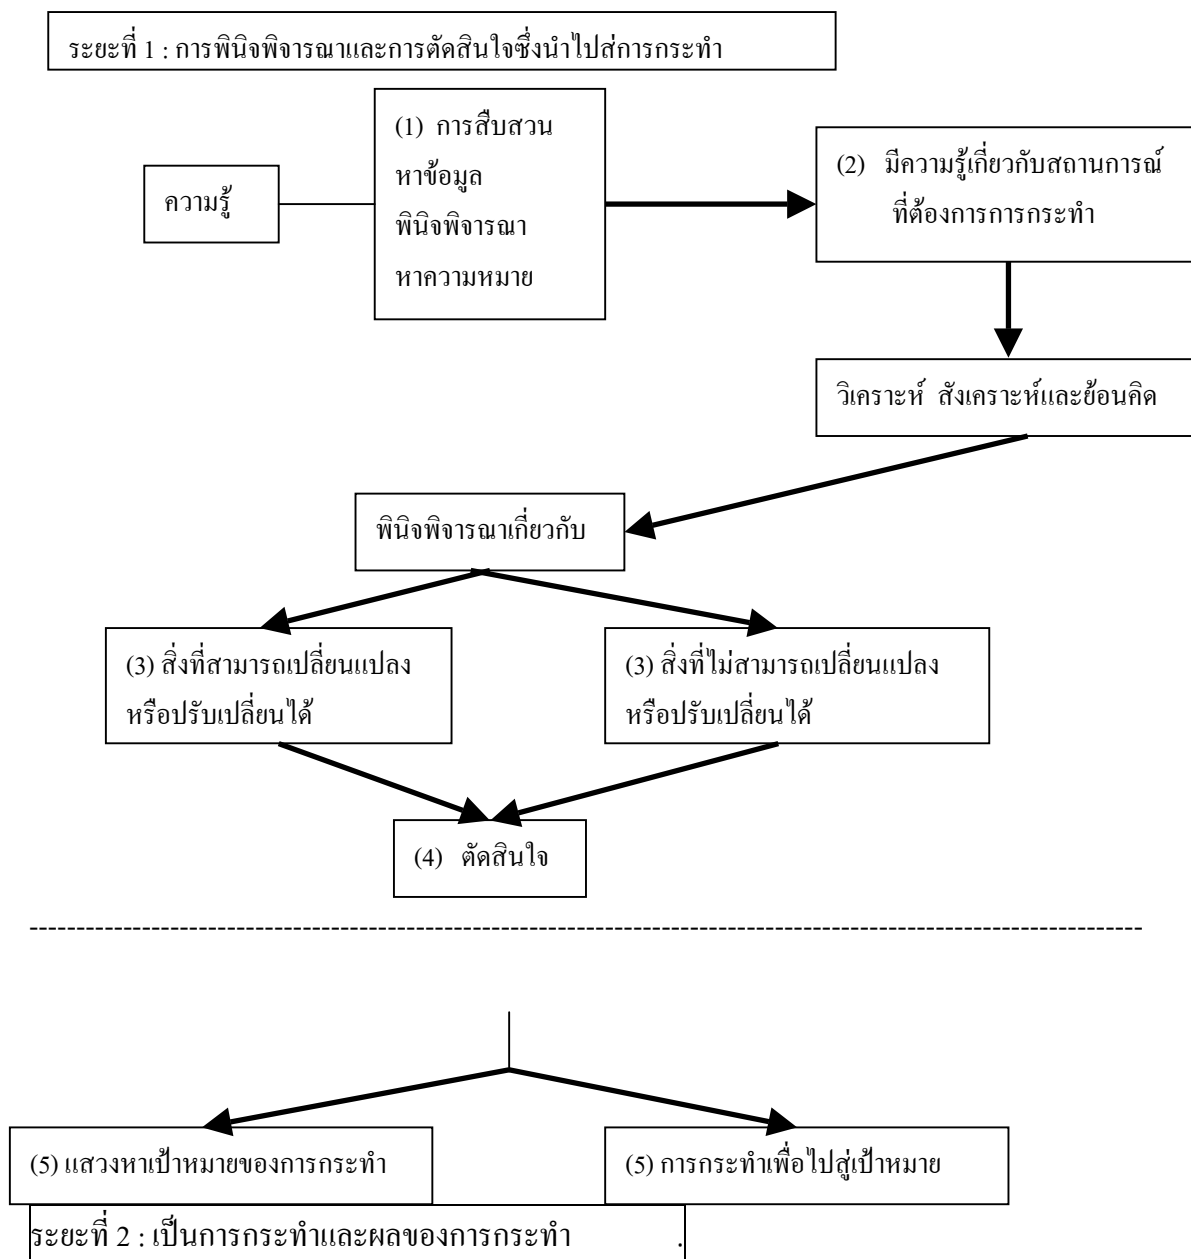 ระยะที่ 1 : การพินิจพิจารณาและการตัดสินใจซึ่งนำไปส่การกระทำ
ความรู้
(1) การสืบสวน
หาข้อมูล
พินิจพิจารณา
หาความหมาย
(2) มีความรู้เกี่ยวกับสถานการณ์
ที่ต้องการการกระทำ
วิเคราะห์ สังเคราะห์และย้อนคิด
พินิจพิจารณาเกี่ยวกับ
(3) สิ่งที่สามารถเปลี่ยนแปลง
หรือปรับเปลี่ยนได้
(3) สิ่งที่ไม่สามารถเปลี่ยนแปลง
หรือปรับเปลี่ยนได้
(4) ตัดสินใจ
(5) แสวงหาเป้าหมายของการกระทำ
(5) การกระทำเพื่อไปสู่เป้าหมาย
ระยะที่ 2 : เป็นการกระทำและผลของการกระทำ .